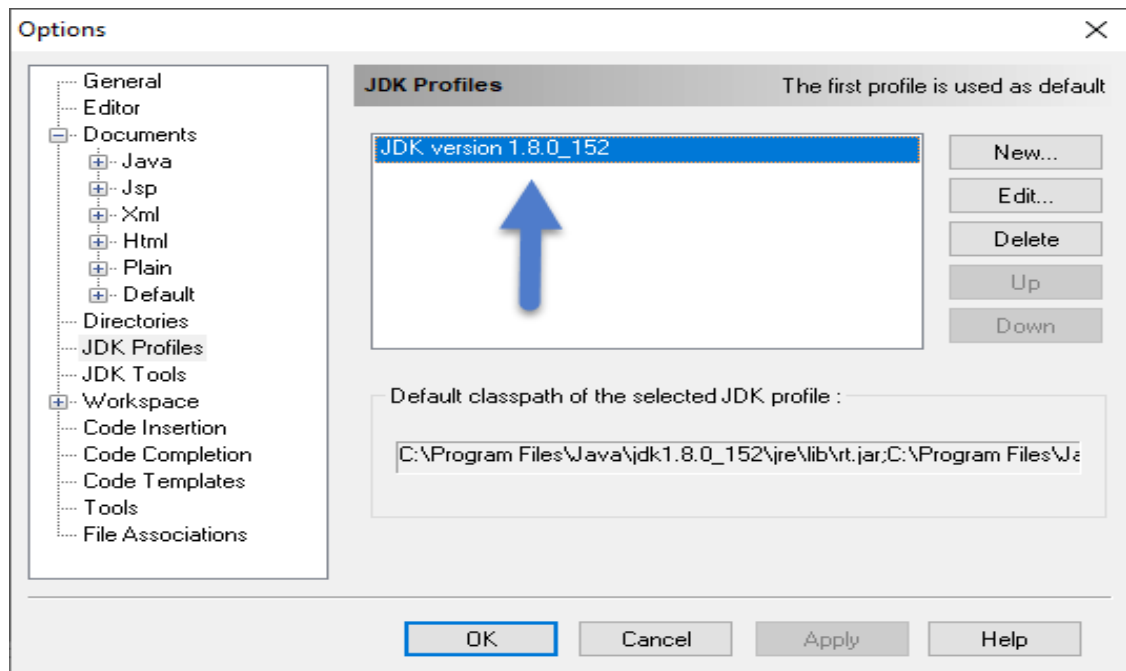 Options
General
Editor
Documents
Java
Jsp
Xml
Html
Plain
Default
Directories
JDK Profiles
JDK Tools
Workspace
Code Insertion
Code Completion
Code Templates
Tools
File Associations
JDK Profiles The first profile is used as default
JDK version 1.8.0_152
New...
Edit...
Delete
Up
Down
Default classpath of the selected JDK profile :
C:\Program Files\Java\jdk1.8.0_152\jre\lib\rt.jar;C:\Program Files\Ja
OK Cancel Apply Help